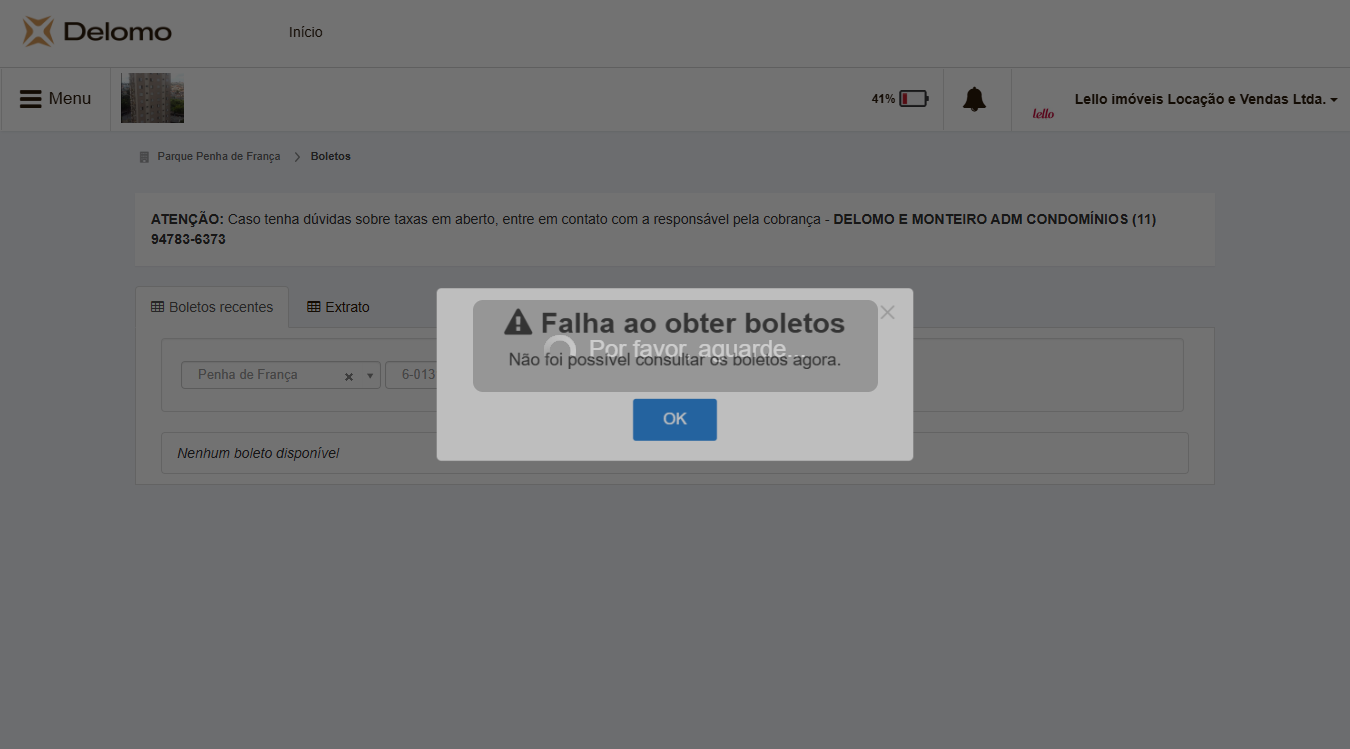 Delomo
Início
Menu
41%
lello
Lello imóveis Locação e Vendas Ltda.
Parque Penha de França
Boletos
ATENÇÃO: Caso tenha dúvidas sobre taxas em aberto, entre em contato com a responsável pela cobrança - DELOMO E MONTEIRO ADM CONDOMÍNIOS (11)
94783-6373
Boletos recentes
Extrato
Falha ao obter boletos
Por favor, aguarde...
Não foi possível consultar os boletos agora.
Penha de França
6-013
OK
Nenhum boleto disponível